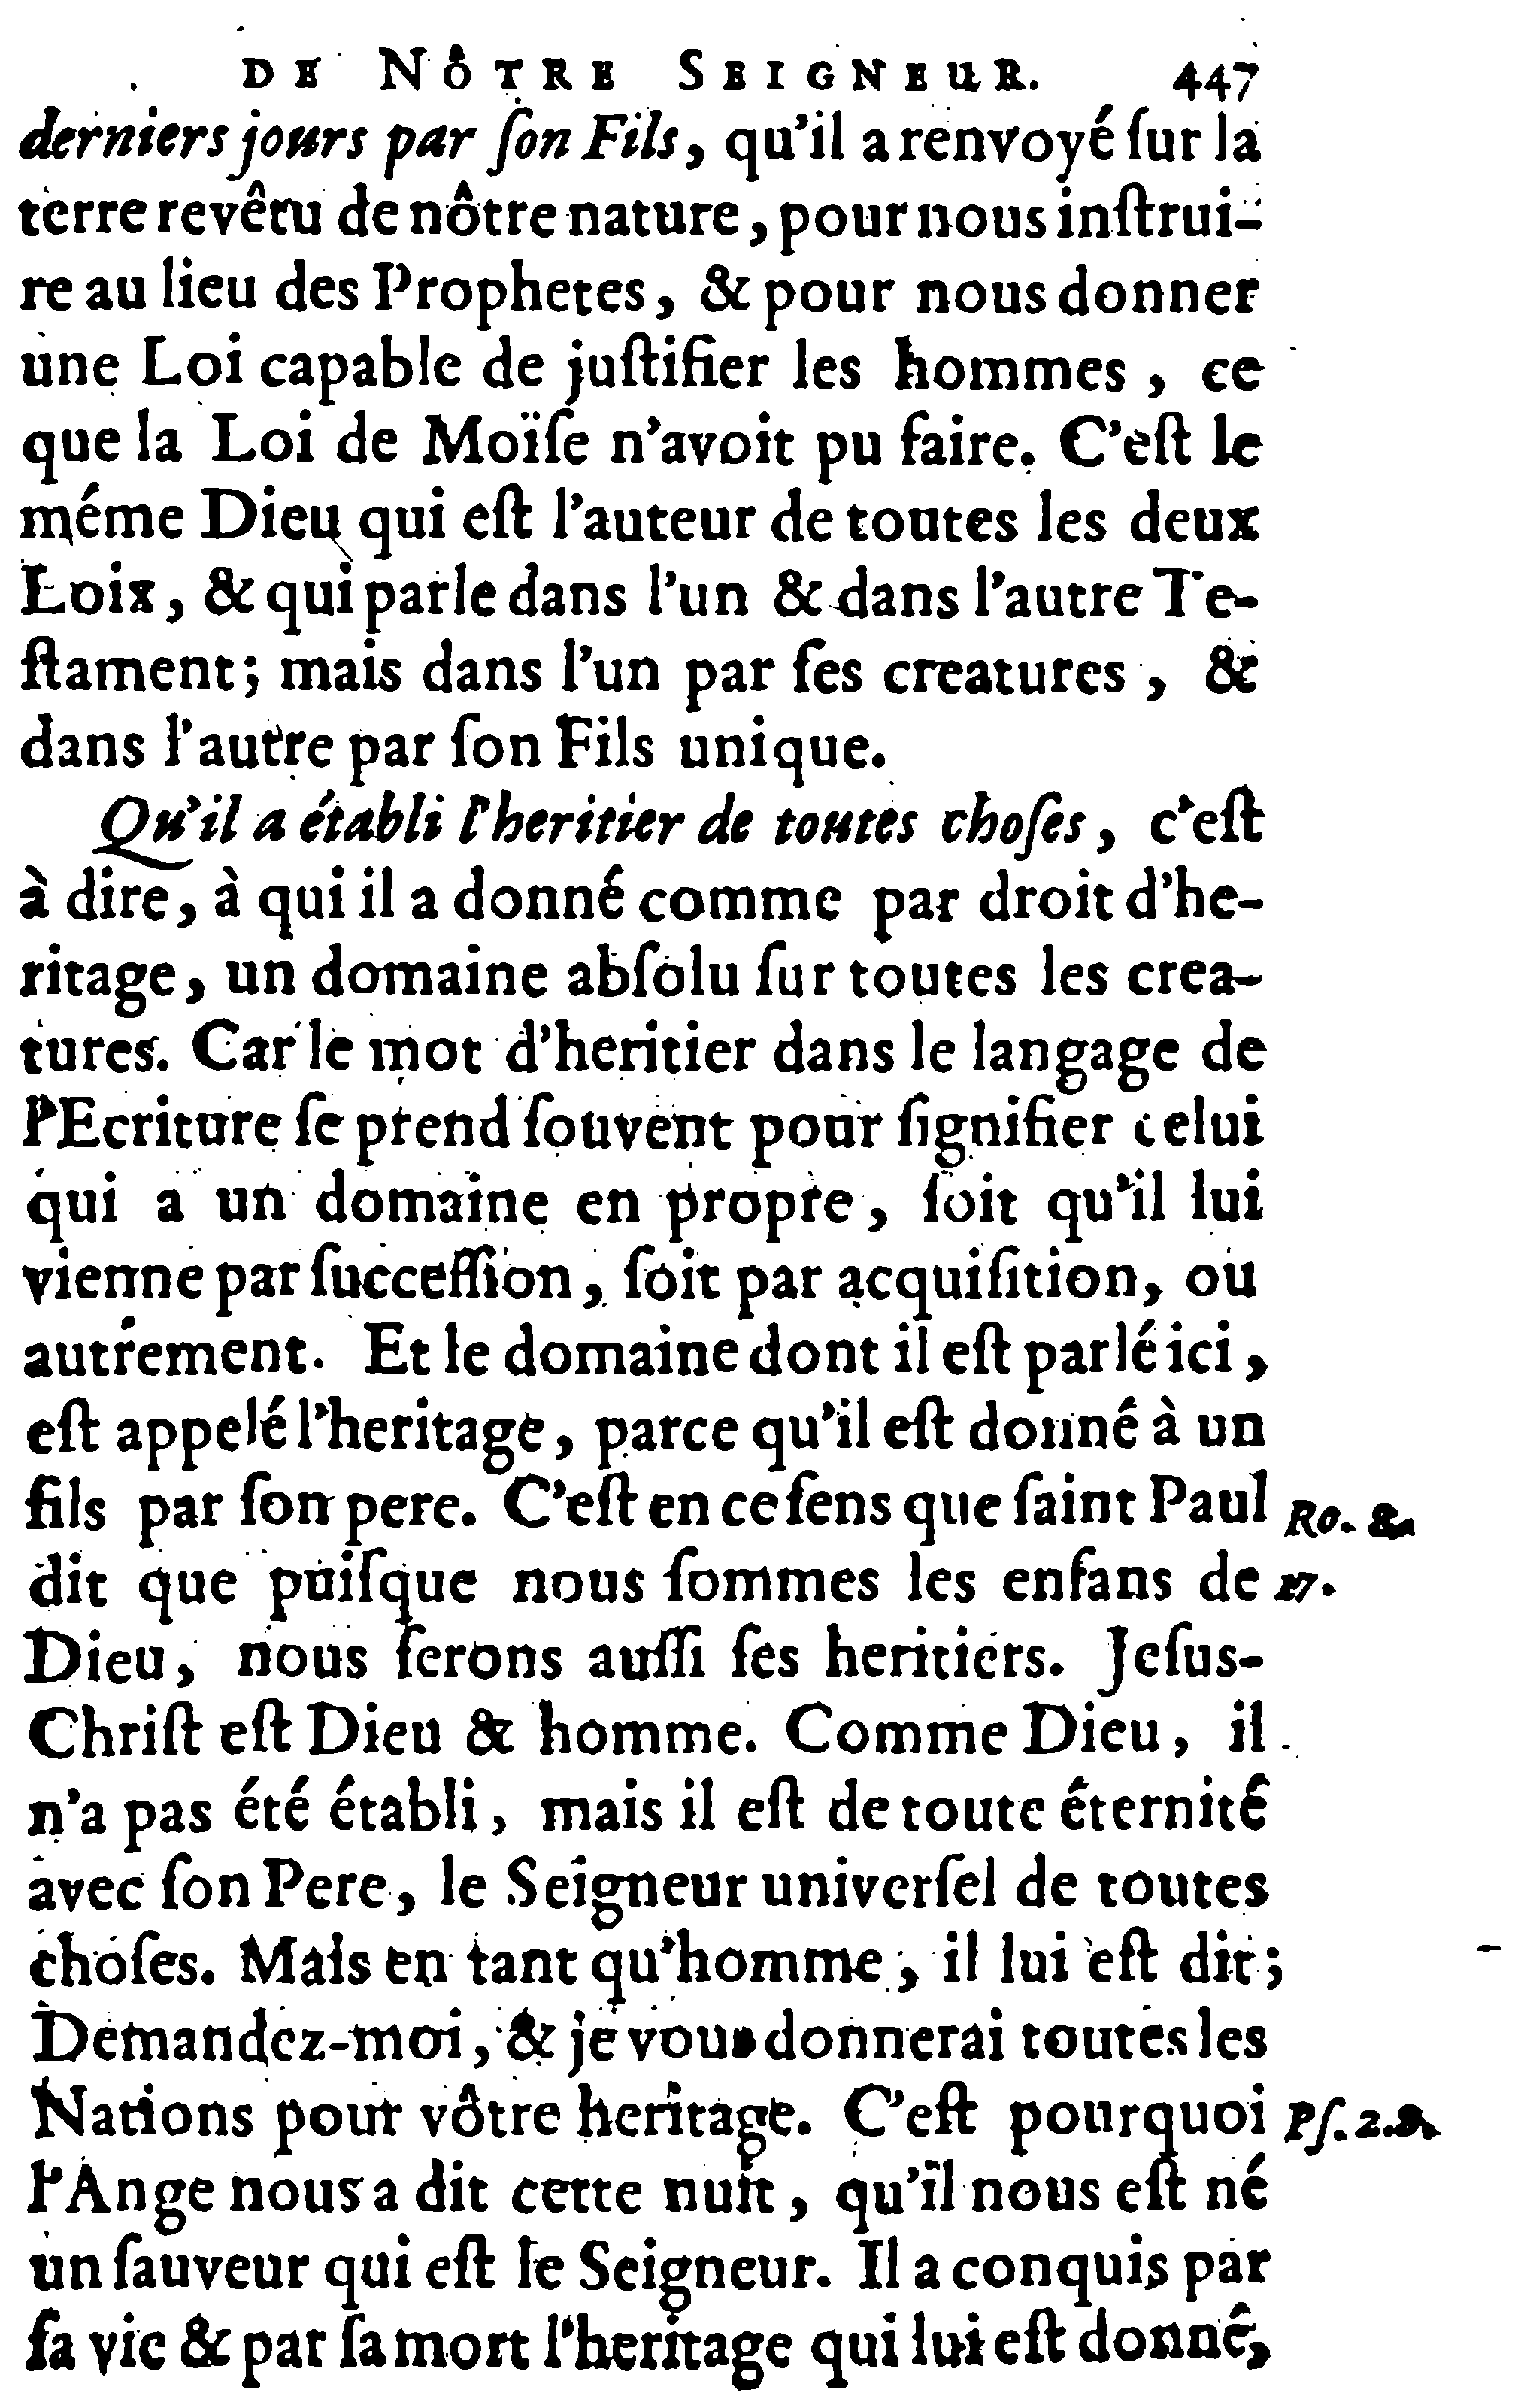 DE NÔTRE SEIGNEUR. 447
derniers jours par ſon Fils, qu'il a renvoyé ſur la
terre revêtu de nôtre nature, pour nous inſtrui-
re au lieu des Prophetes, & pour nous donner
une Loi capable de juſtifier les hommes, ce
que la Loi de Moïſe n'avoit pu faire. C'eſt le
méme Dieu qui eſt l'auteur de toutes les deux
Loix, & qui parle dans l'un & dans l'autre Te-
ſtament; mais dans l'un par ſes creatures, &
dans l'autre par ſon Fils unique.
Qu'il a établi l'heritier de toutes choſes, c'eſt
à dire, à qui il a donné comme par droit d'he-
ritage, un domaine abſolu ſur toutes les crea-
tures. Car le mot d'heritier dans le langage de
l'Ecriture ſe prend ſouvent pour ſignifier celui
qui a un domaine en propre, ſoit qu'il lui
vienne par ſucceſſion, ſoit par acquiſition, ou
autrement. Et le domaine dont il eſt parlé ici,
eſt appelé l'heritage, parce qu'il eſt donné à un
fils par ſon pere. C'eſt en ce ſens que ſaint Paul Ro. 8.
dit que puiſque nous ſommes les enfans de 17.
Dieu, nous ſerons auſſi ſes heritiers. Jeſus-
Chriſt eſt Dieu & homme. Comme Dieu, il
n'a pas été établi, mais il eſt de toute éternité
avec ſon Pere, le Seigneur univerſel de toutes
choſes. Mais en tant qu'homme, il lui eſt dit;
Demandez-moi, & je vous donnerai toutes les
Nations pour vôtre heritage. C'eſt pourquoi Pſ. 2. 8.
l'Ange nous a dit cette nuit, qu'il nous eſt né
un ſauveur qui eſt le Seigneur. Il a conquis par
ſa vie & par ſa mort l'heritage qui lui eſt donné,